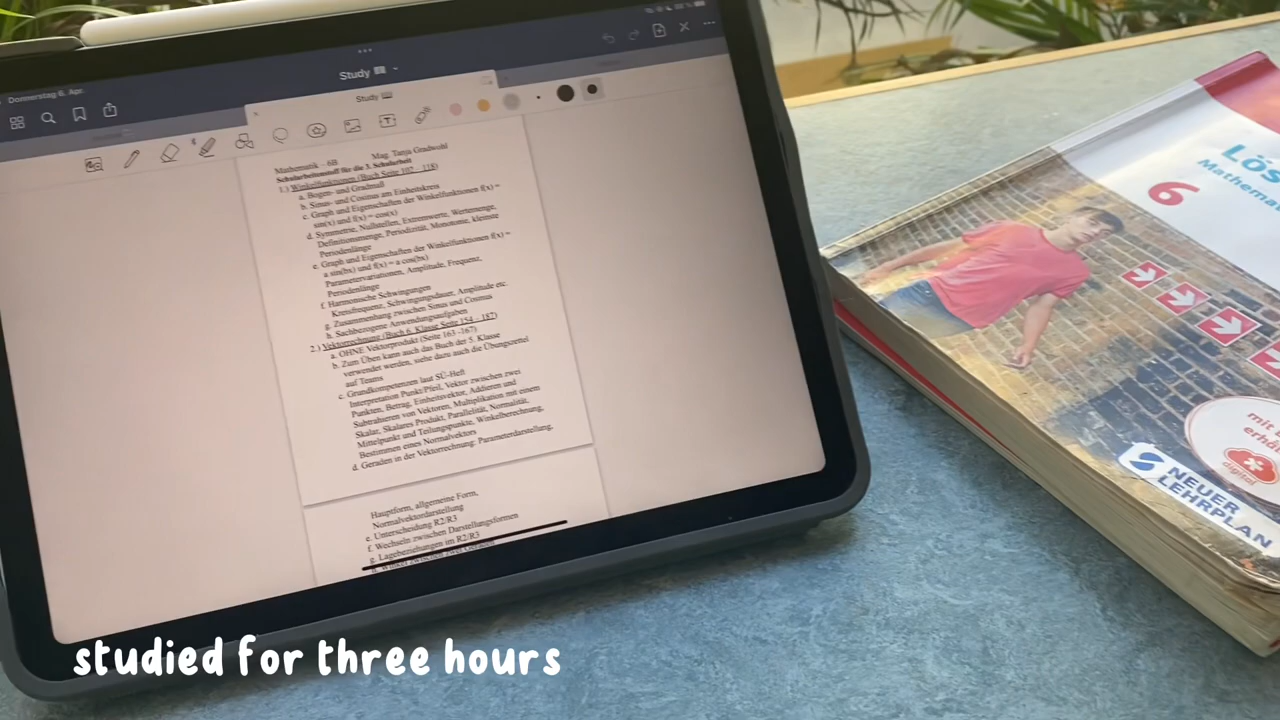 Donnerstag 6. Apr.
Study
Study
Mathematik – 6B Mag. Tanja Gradwohl
Schularbeitenstoff für die 3. Schularbeit
1.) Winkelfunktionen (Buch Seite 107 – 118)
a. Bogen- und Gradmaß
b. Sinus- und Cosinus am Einheitskreis
c. Graph und Eigenschaften der Winkelfunktionen f(x) =
sin(x) und f(x) = cos(x)
d. Symmetrie, Nullstellen, Extremwerte, Wertemenge,
Definitionsmenge, Periodizität, Monotonie, kleinste
Periodenlänge
e. Graph und Eigenschaften der Winkelfunktionen f(x) =
a sin(bx) und f(x) = a cos(bx)
Parametervariationen, Amplitude, Frequenz,
Periodenlänge
f. Harmonische Schwingungen
Kreisfrequenz, Schwingungsdauer, Amplitude etc.
g. Zusammenhang zwischen Sinus und Cosinus
h. Sachbezogene Anwendungsaufgaben
2.) Vektorrechnung (Buch 6. Klasse Seite 154 – 187)
a. OHNE Vektorprodukt (Seite 163 -167)
b. Zum Üben kann auch das Buch der 5. Klasse
verwendet werden, siehe dazu auch die Übungszettel
auf Teams
c. Grundkompetenzen laut SÜ-Heft
Interpretation Punkt/Pfeil, Vektor zwischen zwei
Punkten, Betrag, Einheitsvektor, Addieren und
Subtrahieren von Vektoren, Multiplikation mit einem
Skalar, Skalares Produkt, Parallelität, Normalität,
Mittelpunkt und Teilungspunkte, Winkelberechnung,
Bestimmen eines Normalvektors
d. Geraden in der Vektorrechnung: Parameterdarstellung,
Hauptform, allgemeine Form,
Normalvektordarstellung
e. Unterscheidung R2/R3
f. Wechseln zwischen Darstellungsformen
g. Lagebeziehungen im R2/R3
Lös
Mathema
6
mit
erhö
digital
NEUER
LEHRPLAN
studied for three hours